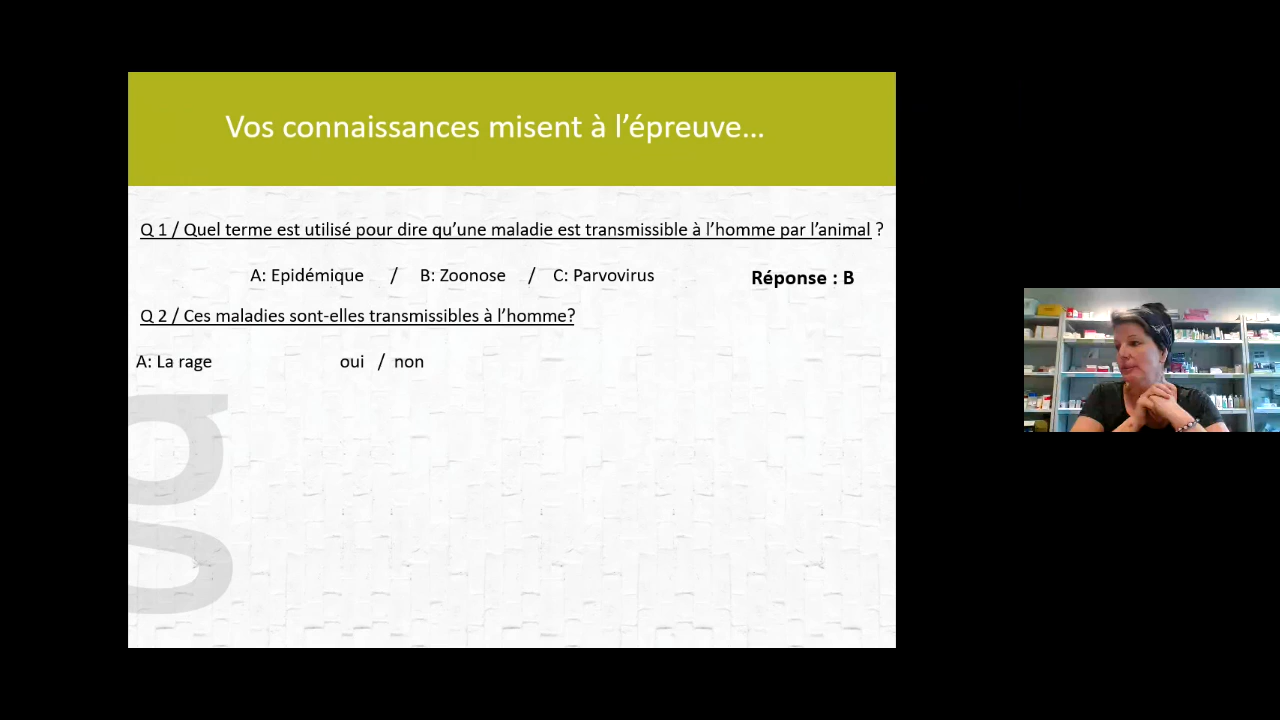 Vos connaissances misent à l'épreuve...
Q 1 / Quel terme est utilisé pour dire qu'une maladie est transmissible à l'homme par l'animal ?
A: Epidémique / B: Zoonose / C: Parvovirus Réponse : B
Q 2 / Ces maladies sont-elles transmissibles à l'homme?
A: La rage oui / non
g